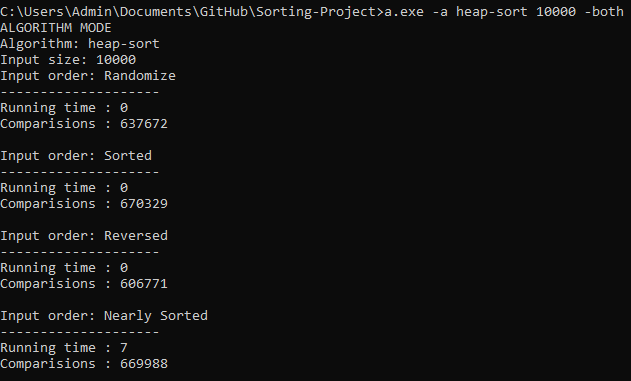 C:\Users\Admin\Documents\GitHub\Sorting-Project>a.exe -a heap-sort 10000 -both
ALGORITHM MODE
Algorithm: heap-sort
Input size: 10000
Input order: Randomize
--------------------
Running time : 0
Comparisions : 637672

Input order: Sorted
--------------------
Running time : 0
Comparisions : 670329

Input order: Reversed
--------------------
Running time : 0
Comparisions : 606771

Input order: Nearly Sorted
--------------------
Running time : 7
Comparisions : 669988